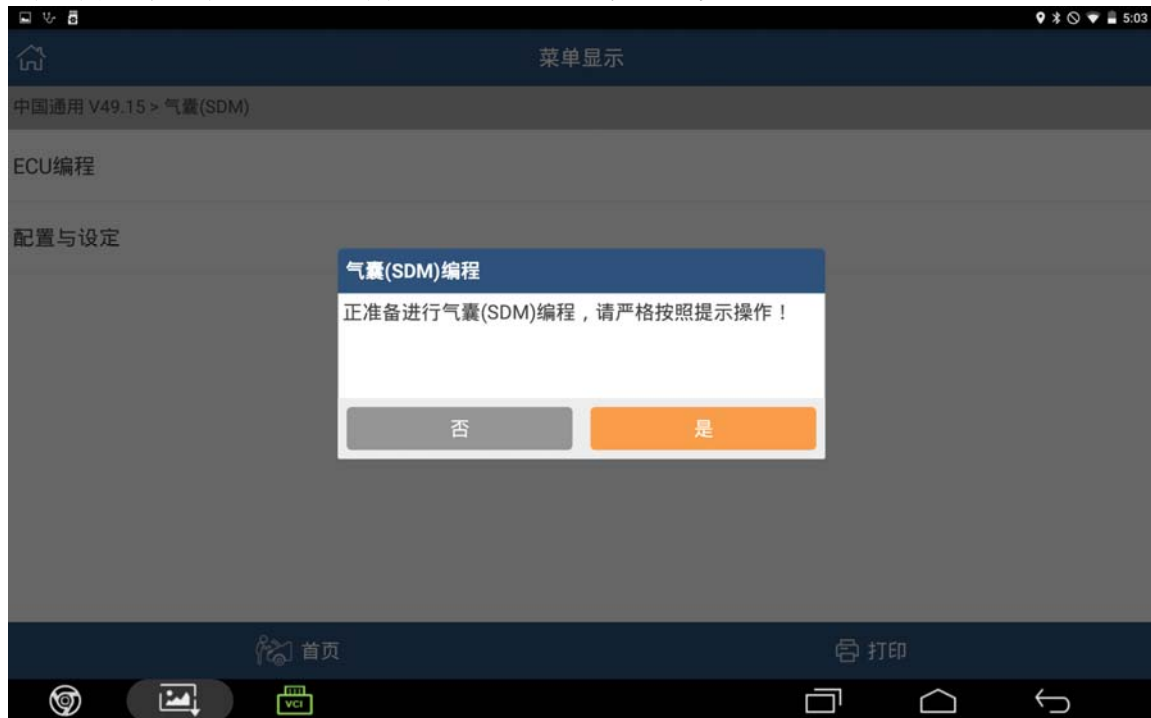 5:03
菜单显示
中国通用 V49.15 > 气囊(SDM)
ECU编程
配置与设定
气囊(SDM)编程
正准备进行气囊(SDM)编程，请严格按照提示操作！
否
是
首页
打印
VCI